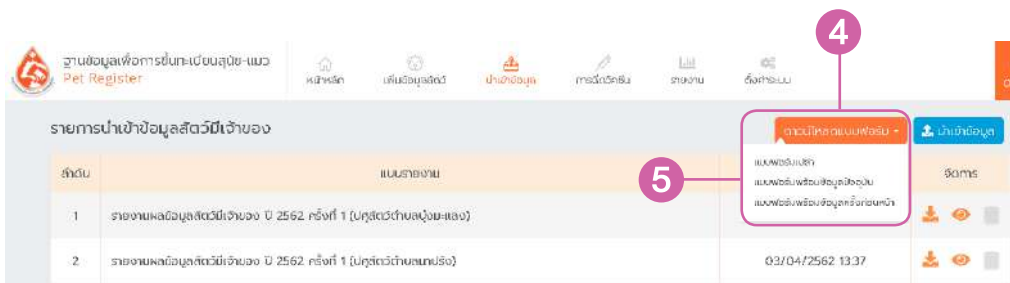 4
ฐานข้อมูลเพื่อการขึ้นทะเบียนสุนัข-แมว
Pet Register
หน้าหลัก
เพิ่มข้อมูลสัตว์
นำเข้าข้อมูล
การฉีดวัคซีน
รายงาน
ตั้งค่าระบบ
รายการนำเข้าข้อมูลสัตว์มีเจ้าของ
ดาวน์โหลดแบบฟอร์ม
นำเข้าข้อมูล
ลำดับ
แบบรายงาน
จัดการ
5
แบบฟอร์มเปล่า
แบบฟอร์มพร้อมข้อมูลปัจจุบัน
แบบฟอร์มพร้อมข้อมูลครั้งก่อนหน้า
1
รายงานผลข้อมูลสัตว์มีเจ้าของ ปี 2562 ครั้งที่ 1 (ปศุสัตว์ตำบลบุ่งมะแลง)
2
รายงานผลข้อมูลสัตว์มีเจ้าของ ปี 2562 ครั้งที่ 1 (ปศุสัตว์ตำบลแกปริง)
03/04/2562 13:37